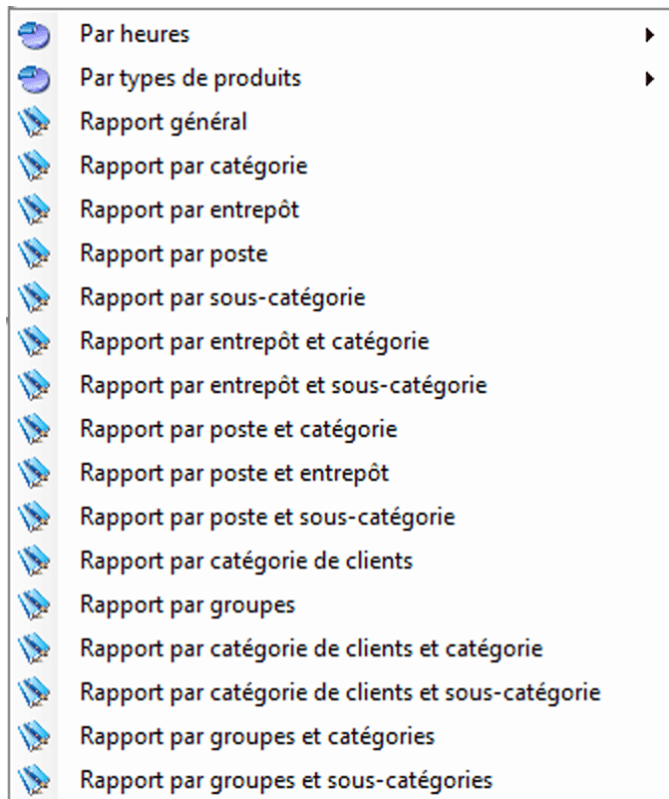 Par heures
Par types de produits
Rapport général
Rapport par catégorie
Rapport par entrepôt
Rapport par poste
Rapport par sous-catégorie
Rapport par entrepôt et catégorie
Rapport par entrepôt et sous-catégorie
Rapport par poste et catégorie
Rapport par poste et entrepôt
Rapport par poste et sous-catégorie
Rapport par catégorie de clients
Rapport par groupes
Rapport par catégorie de clients et catégorie
Rapport par catégorie de clients et sous-catégorie
Rapport par groupes et catégories
Rapport par groupes et sous-catégories